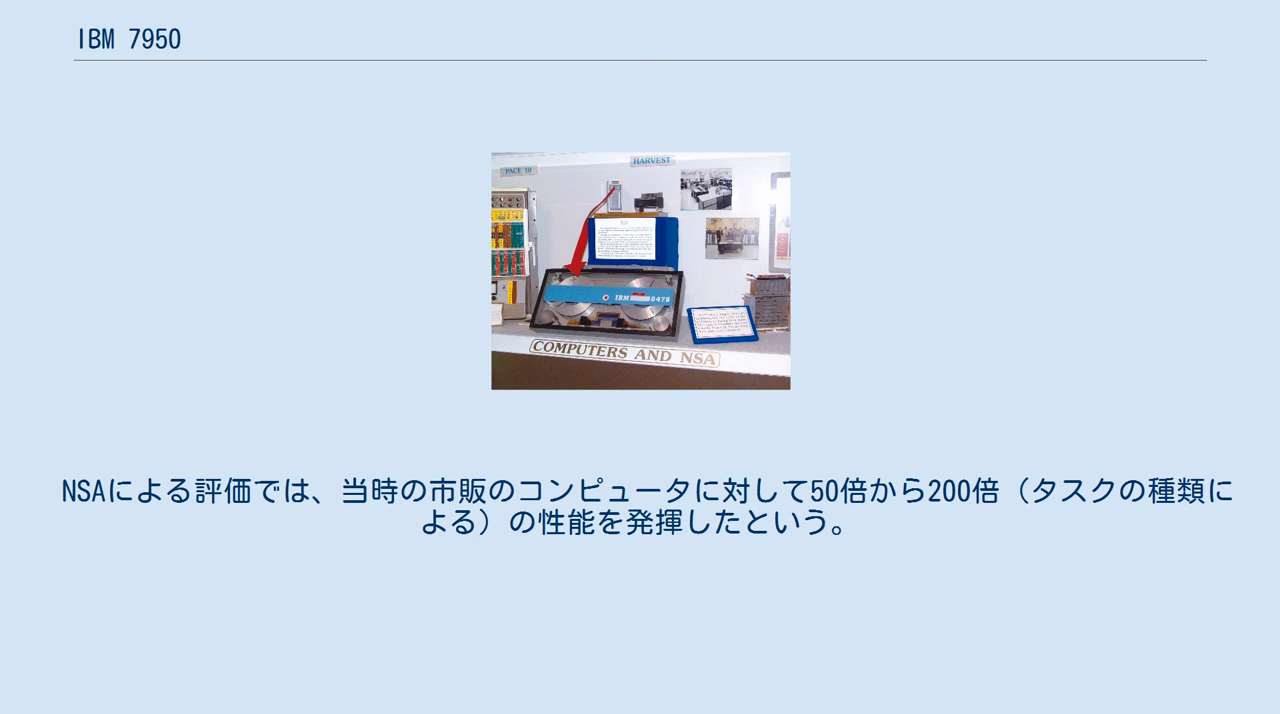 IBM 7950
HARVEST
PACE 10
IBM
COMPUTERS AND NSA
NSAによる評価では、当時の市販のコンピュータに対して50倍から200倍（タスクの種類に
よる）の性能を発揮したという。